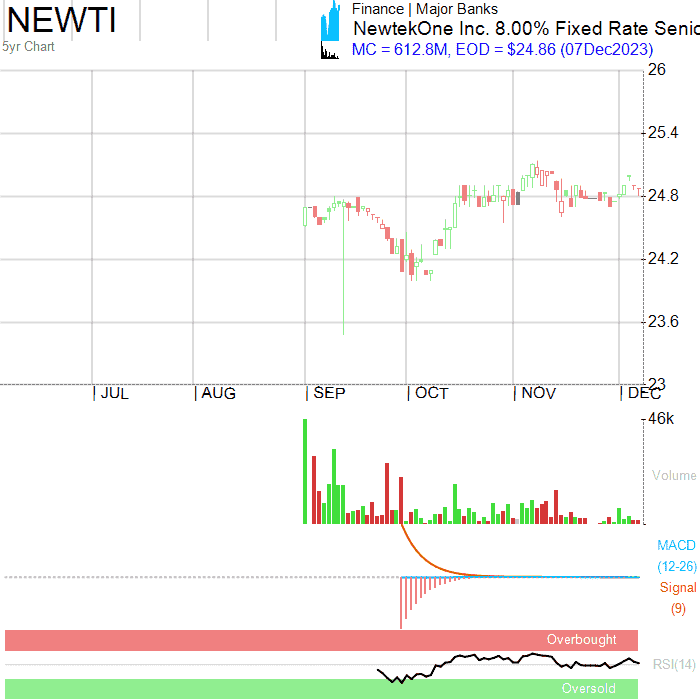 NEWTI
5yr Chart
Finance | Major Banks
NewtekOne Inc. 8.00% Fixed Rate Senio
MC = 612.8M, EOD = $24.86 (07Dec2023)
26
25.4
24.8
24.2
23.6
23
JUL
AUG
SEP
OCT
NOV
DEC
46k
Volume
MACD
(12-26)
Signal
(9)
Overbought
RSI(14)
Oversold